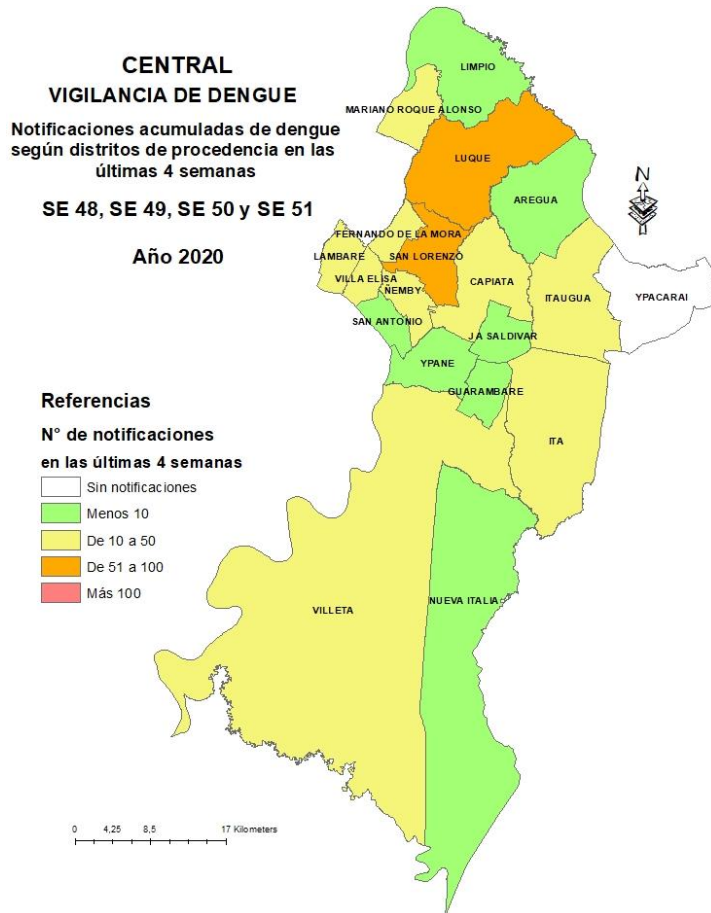 CENTRAL
VIGILANCIA DE DENGUE
Notificaciones acumuladas de dengue
según distritos de procedencia en las
últimas 4 semanas
SE 48, SE 49, SE 50 y SE 51
Año 2020
LIMPIO
MARIANO ROQUE ALONSO
LUQUE
N
AREGUA
FERNANDO DE LA MORA
LAMBARE
SAN LORENZO
VILLA ELISA
CAPIATA
ÑEMBY
ITAUGUA
YPACARAI
SAN ANTONIO
J A SALDIVAR
YPANE
GUARAMBARE
ITA
VILLETA
NUEVA ITALIA
Referencias
N° de notificaciones
en las últimas 4 semanas
Sin notificaciones
Menos 10
De 10 a 50
De 51 a 100
Más 100
0 4,25 8,5 17 Kilometers